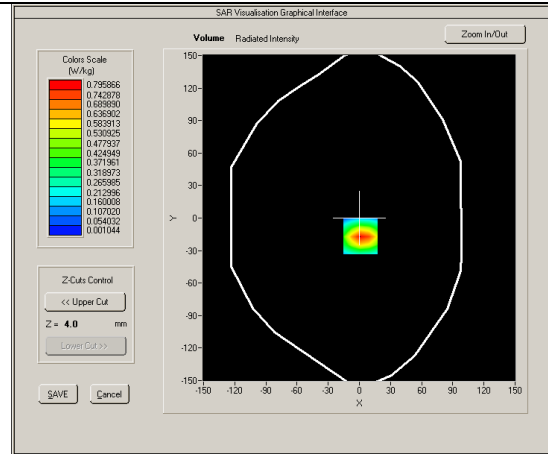 SAR Visualisation Graphical Interface
Volume Radiated Intensity
Zoom In/Out
Colors Scale
(W/kg)
0.795866
0.742878
0.689890
0.636902
0.583913
0.530925
0.477937
0.424949
0.371961
0.318973
0.265985
0.212996
0.160008
0.107020
0.054032
0.001044
Z-Cuts Control
<< Upper Cut
Z = 4.0 mm
Lower Cut >>
SAVE Cancel
150
120
90
60
30
0
-30
-60
-90
-120
-150
Y
-150 -120 -90 -60 -30 0 30 60 90 120 150
X